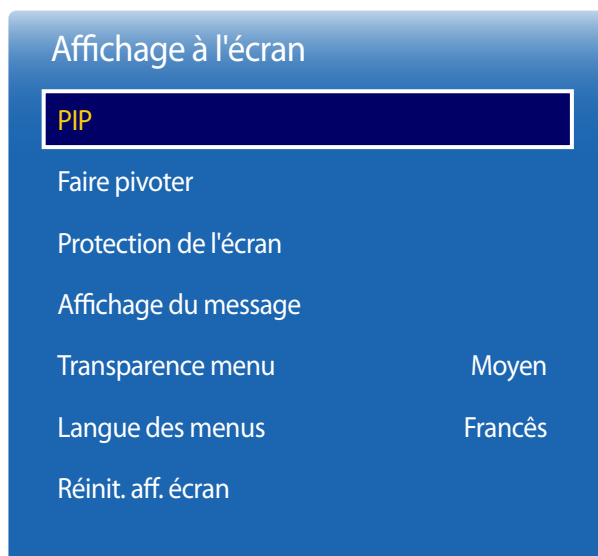 Affichage à l'écran
PIP
Faire pivoter
Protection de l'écran
Affichage du message
Transparence menu Moyen
Langue des menus Francês
Réinit. aff. écran